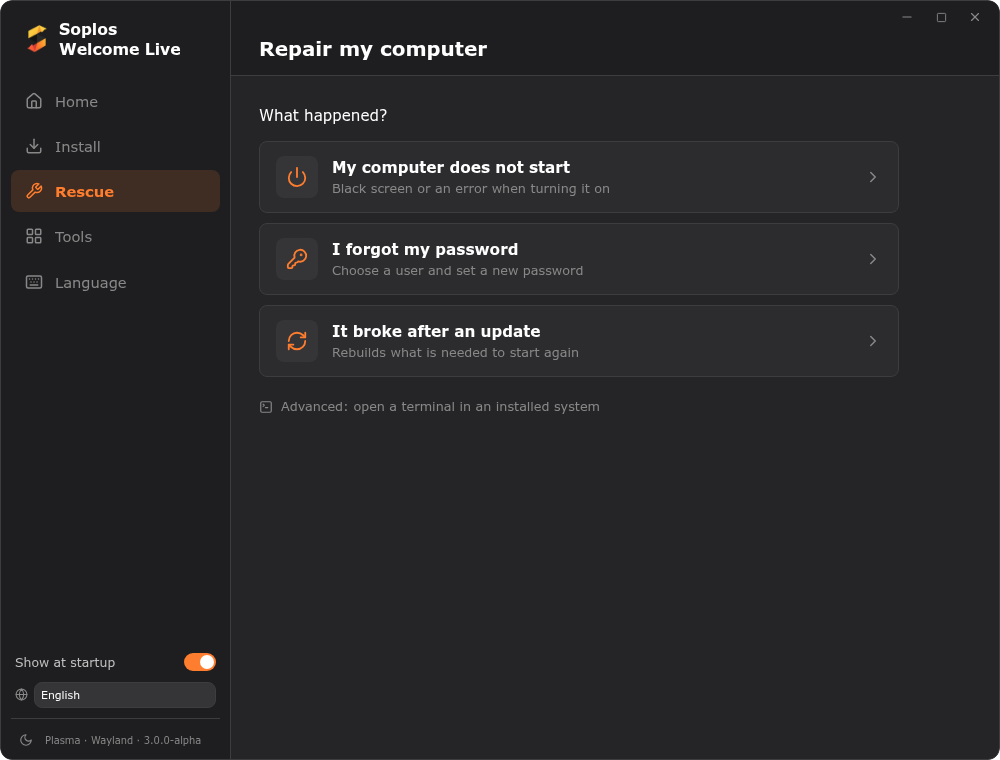 Soplos
Welcome Live
Home
Install
Rescue
Tools
Language
Show at startup
English
Plasma · Wayland · 3.0.0-alpha
Repair my computer
What happened?
My computer does not start
Black screen or an error when turning it on
I forgot my password
Choose a user and set a new password
It broke after an update
Rebuilds what is needed to start again
Advanced: open a terminal in an installed system